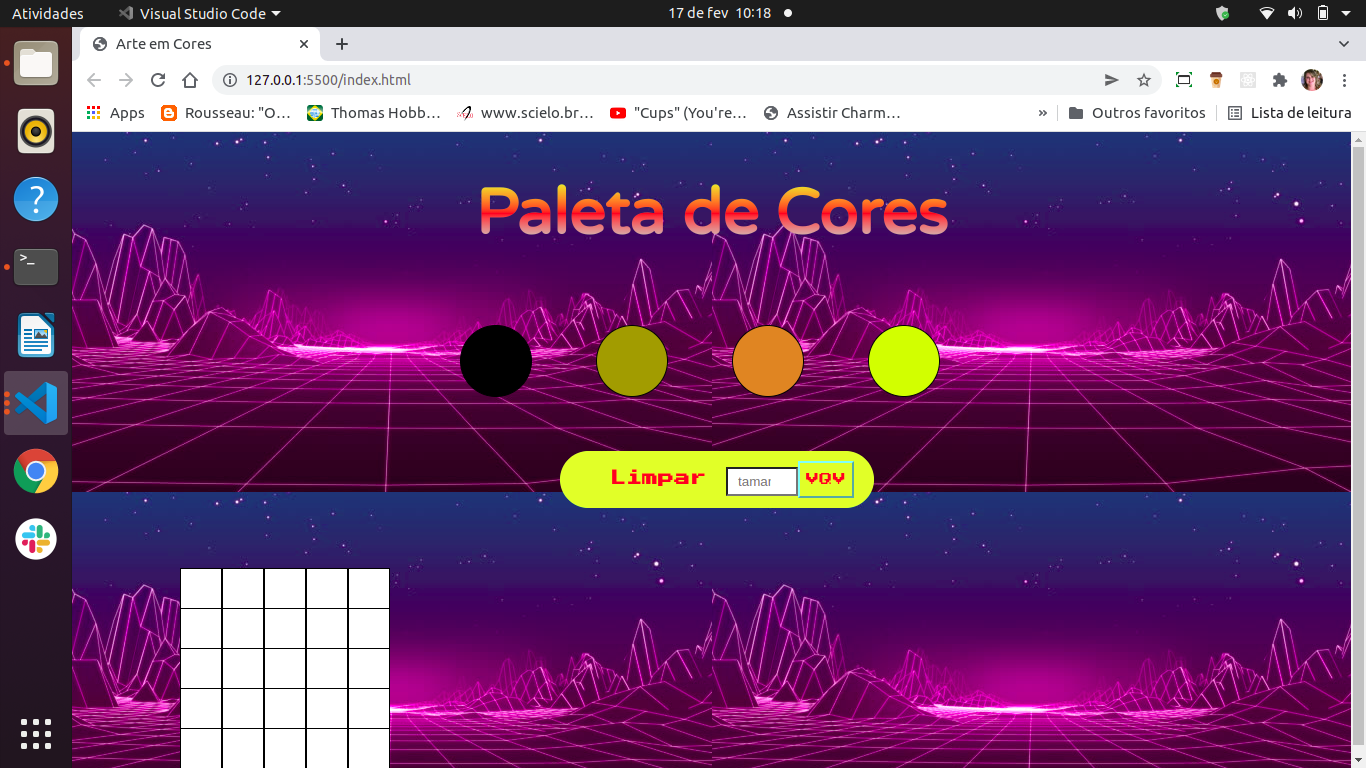 Atividades Visual Studio Code 17 de fev 10:18
Arte em Cores
127.0.0.1:5500/index.html
Apps Rousseau: "O... Thomas Hobb... www.scielo.br... "Cups" (You're... Assistir Charm... » Outros favoritos Lista de leitura
Paleta de Cores
Limpar tamar VQV